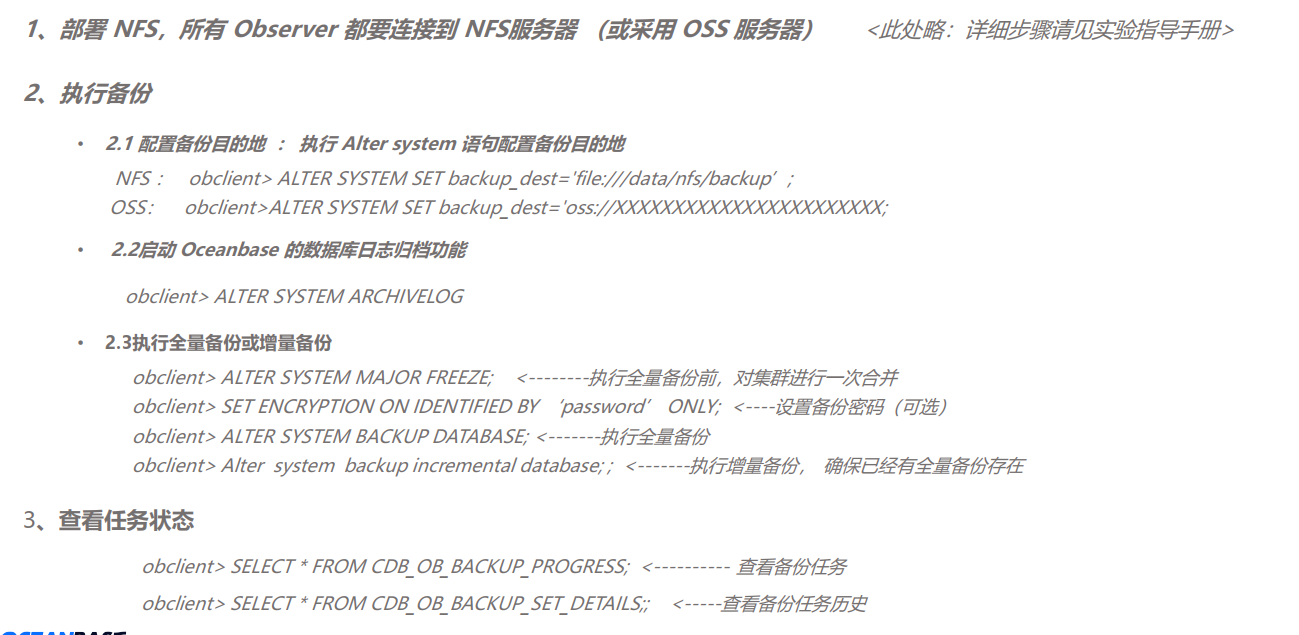 1、部署 NFS，所有 Observer 都要连接到 NFS服务器 （或采用 OSS 服务器） <此处略：详细步骤请见实验指导手册>
2、执行备份
• 2.1 配置备份目的地 ： 执行 Alter system 语句配置备份目的地
NFS： obclient> ALTER SYSTEM SET backup_dest='file:///data/nfs/backup’；
OSS： obclient>ALTER SYSTEM SET backup_dest='oss://XXXXXXXXXXXXXXXXXXXXXXX;
• 2.2启动 Oceanbase 的数据库日志归档功能
obclient> ALTER SYSTEM ARCHIVELOG
• 2.3执行全量备份或增量备份
obclient> ALTER SYSTEM MAJOR FREEZE; <--------执行全量备份前，对集群进行一次合并
obclient> SET ENCRYPTION ON IDENTIFIED BY ‘password’ ONLY; <----设置备份密码（可选）
obclient> ALTER SYSTEM BACKUP DATABASE; <-------执行全量备份
obclient> Alter system backup incremental database;； <-------执行增量备份， 确保已经有全量备份存在
3、查看任务状态
obclient> SELECT * FROM CDB_OB_BACKUP_PROGRESS; <---------- 查看备份任务
obclient> SELECT * FROM CDB_OB_BACKUP_SET_DETAILS;; <-----查看备份任务历史
OCEANBASE